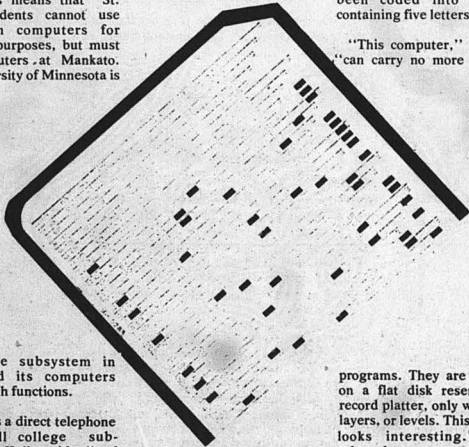 s means that St.
dents cannot use
n computers for
purposes, but must
uters at Mankato.
rsity of Minnesota is
been coded into
containing five letters
"This computer,"
"can carry no more
e subsystem in
d its computers
h functions.
s a direct telephone
ll college sub-
programs. They are
on a flat disk rese
record platter, only w
layers, or levels. This
looks interesting.